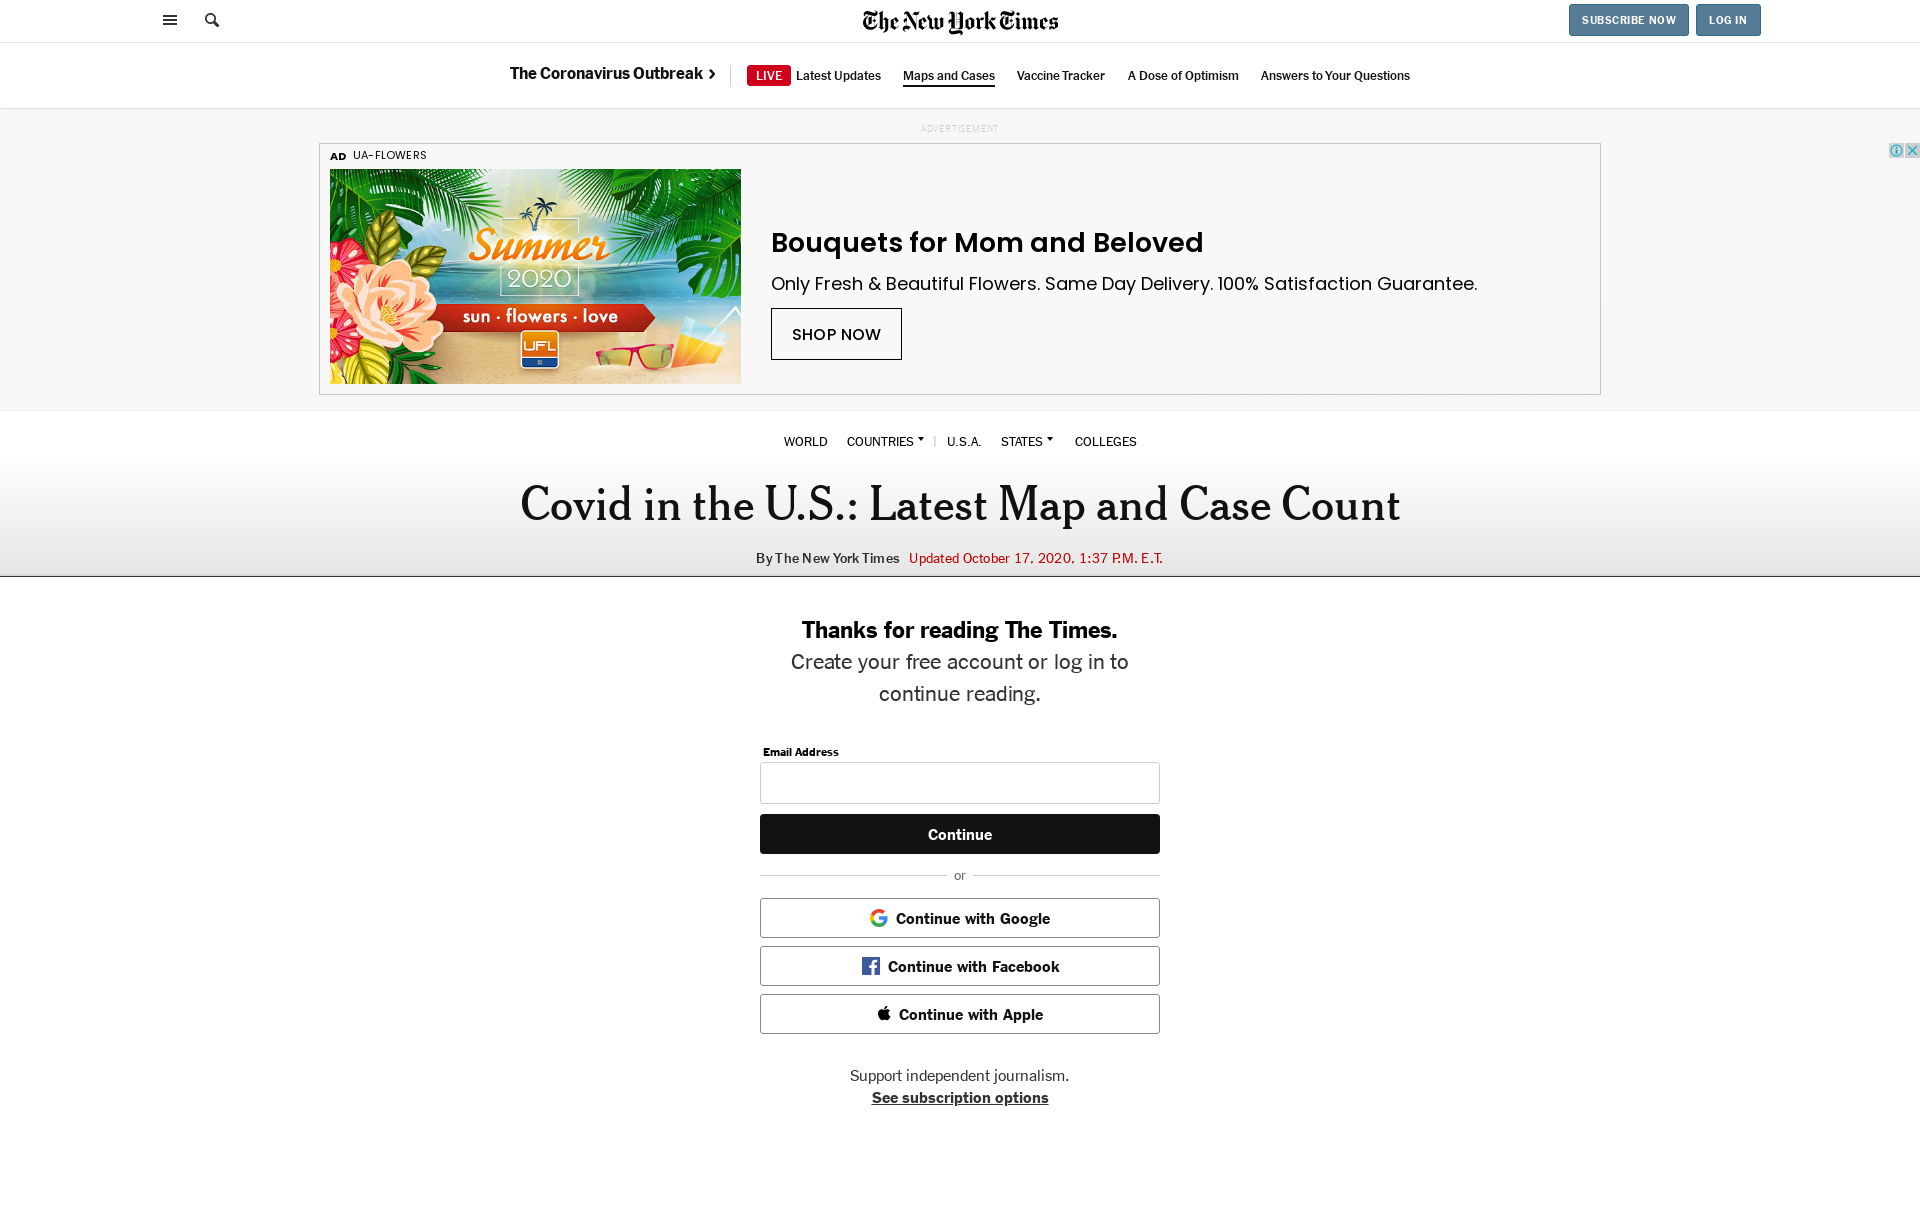 The New York Times
SUBSCRIBE NOW
LOG IN
The Coronavirus Outbreak
LIVE Latest Updates
Maps and Cases
Vaccine Tracker
A Dose of Optimism
Answers to Your Questions
ADVERTISEMENT
AD UA-FLOWERS
Summer
2020
sun · flowers · love
UFL
Bouquets for Mom and Beloved
Only Fresh & Beautiful Flowers. Same Day Delivery. 100% Satisfaction Guarantee.
SHOP NOW
WORLD COUNTRIES | U.S.A. STATES COLLEGES
Covid in the U.S.: Latest Map and Case Count
By The New York Times Updated October 17, 2020, 1:37 P.M. E.T.
Thanks for reading The Times.
Create your free account or log in to
continue reading.
Email Address
Continue
or
Continue with Google
Continue with Facebook
Continue with Apple
Support independent journalism.
See subscription options